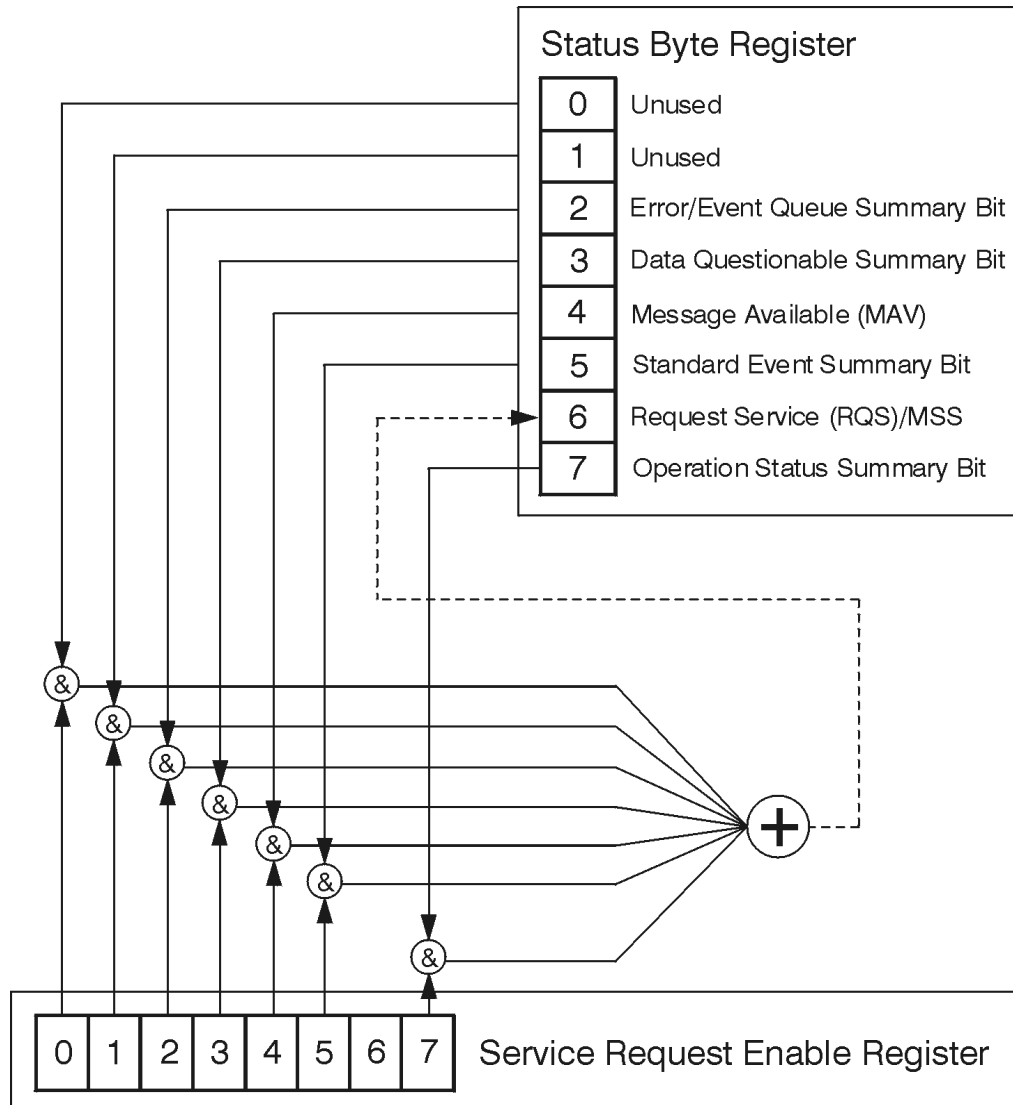 Status Byte Register
0 Unused
1 Unused
2 Error/Event Queue Summary Bit
3 Data Questionable Summary Bit
4 Message Available (MAV)
5 Standard Event Summary Bit
6 Request Service (RQS)/MSS
7 Operation Status Summary Bit
&
&
&
&
&
&
&
+
0 1 2 3 4 5 6 7 Service Request Enable Register